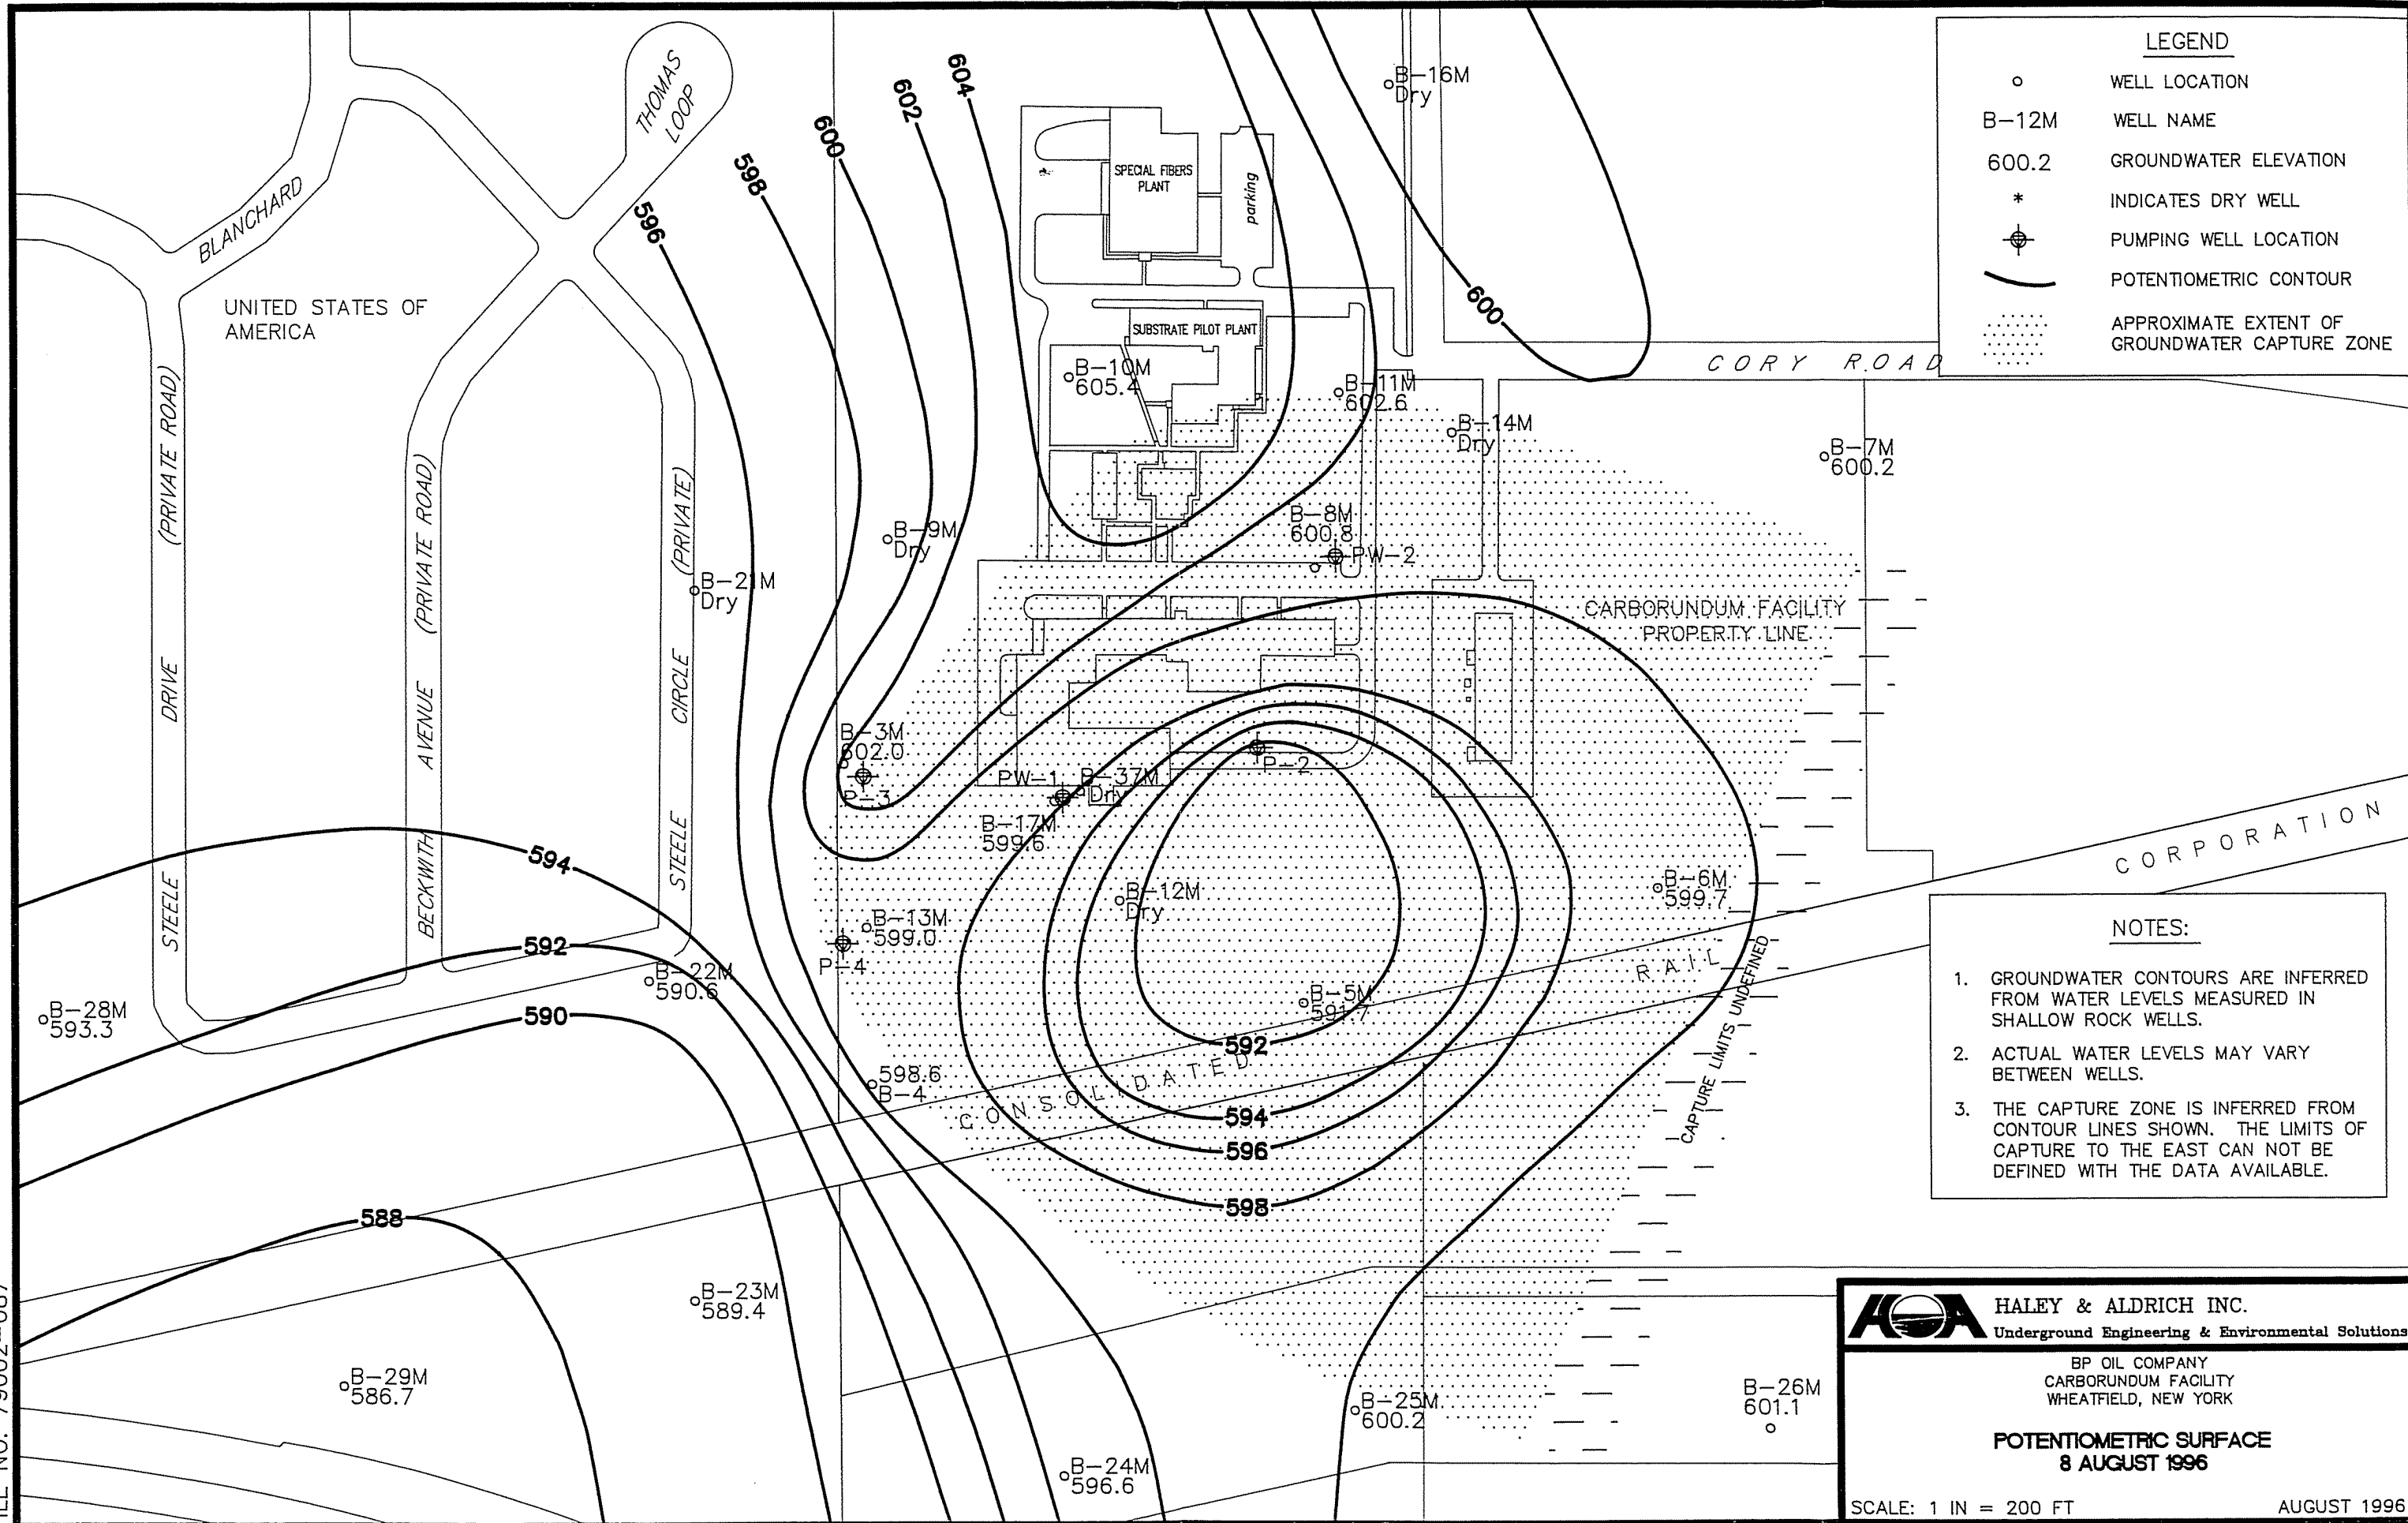 LEGEND
WELL LOCATION
B-12M WELL NAME
600.2 GROUNDWATER ELEVATION
* INDICATES DRY WELL
PUMPING WELL LOCATION
POTENTIOMETRIC CONTOUR
APPROXIMATE EXTENT OF
GROUNDWATER CAPTURE ZONE
THOMAS
LOOP
BLANCHARD
UNITED STATES OF
AMERICA
STEELE DRIVE (PRIVATE ROAD)
BECKWITH AVENUE (PRIVATE ROAD)
STEELE CIRCLE (PRIVATE)
596
598
600
602
604
SPECIAL FIBERS
PLANT
parking
SUBSTRATE PILOT PLANT
B-16M
Dry
600
CORY ROAD
B-10M
605.4
B-11M
602.6
B-14M
Dry
B-7M
600.2
B-9M
Dry
B-8M
600.8
PW-2
B-21M
Dry
CARBORUNDUM FACILITY
PROPERTY LINE
B-3M
602.0
P-3
PW-1
B-37M
Dry
P-2
B-17M
599.6
B-12M
Dry
B-6M
599.7
B-13M
599.0
P-4
594
592
590
588
B-22M
590.6
B-28M
593.3
B-5M
591.7
CONSOLIDATED RAIL CORPORATION
CAPTURE LIMITS UNDEFINED
592
594
596
598
598.6
B-4
B-23M
589.4
B-29M
586.7
B-24M
596.6
B-25M
600.2
B-26M
601.1
NOTES:
1. GROUNDWATER CONTOURS ARE INFERRED
FROM WATER LEVELS MEASURED IN
SHALLOW ROCK WELLS.
2. ACTUAL WATER LEVELS MAY VARY
BETWEEN WELLS.
3. THE CAPTURE ZONE IS INFERRED FROM
CONTOUR LINES SHOWN. THE LIMITS OF
CAPTURE TO THE EAST CAN NOT BE
DEFINED WITH THE DATA AVAILABLE.
HALEY & ALDRICH INC.
Underground Engineering & Environmental Solutions
BP OIL COMPANY
CARBORUNDUM FACILITY
WHEATFIELD, NEW YORK
POTENTIOMETRIC SURFACE
8 AUGUST 1996
SCALE: 1 IN = 200 FT
AUGUST 1996